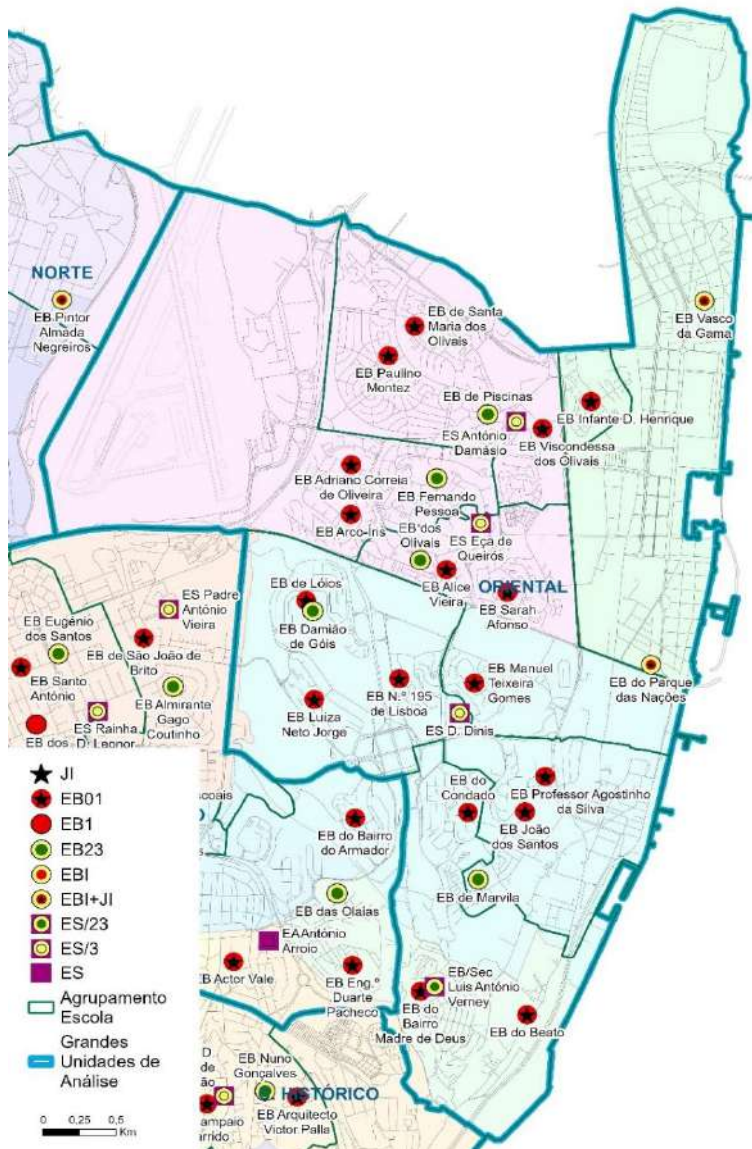 NORTE
EB Pintor
Almada
Negreiros
EB de Santa
Maria dos
Olivais
EB Paulino
Montez
EB Vasco
da Gama
EB de Piscinas
ES António
Damásio
EB Infante D. Henrique
EB Viscondessa
dos Olivais
EB Adriano Correia
de Oliveira
EB Fernando
Pessoa
EB Arco-Iris
EB dos
Olivais
ES Eça de
Queirós
EB Alice
Vieira
ORIENTAL
EB Sarah
Afonso
EB de Lóios
EB Damião
de Góis
ES Padre
António
Vieira
EB Eugénio
dos Santos
EB de São João de
Brito
EB Santo
António
EB Almirante
Gago
Coutinho
ES Rainha
D. Leonor
EB dos
EB Luiza
Neto Jorge
EB N.º 195
de Lisboa
EB Manuel
Teixeira
Gomes
ES D. Dinis
EB do Parque
das Nações
EB do
Condado
EB Professor Agostinho
da Silva
EB João
dos Santos
EB do Bairro
do Armador
EB de Marvila
EB das Olaias
EA António
Arroio
EB Actor Vale
EB Eng.º
Duarte
Pacheco
EB/Sec
Luis António
Verney
EB do
Bairro
Madre de Deus
EB do Beato
EB Nuno
Gonçalves
HISTÓRICO
EB Arquitecto
Victor Palla
JI
EB01
EB1
EB23
EBI
EBI+JI
ES/23
ES/3
ES
Agrupamento
Escola
Grandes
Unidades de
Análise
0 0,25 0,5
Km